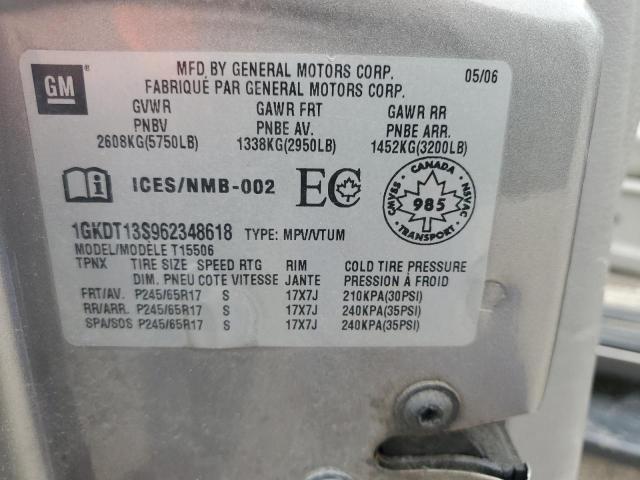 GM ®
MFD BY GENERAL MOTORS CORP. 05/06
FABRIQUÉ PAR GENERAL MOTORS CORP.
GVWR GAWR FRT GAWR RR
PNBV PNBE AV. PNBE ARR.
2608KG(5750LB) 1338KG(2950LB) 1452KG(3200LB)
i ICES/NMB-002 EC
CANADA
CMVSS 985 NSVAC
TRANSPORT
1GKDT13S962348618 TYPE: MPV/VTUM
MODEL/MODÈLE T15506
TPNX TIRE SIZE SPEED RTG RIM COLD TIRE PRESSURE
DIM. PNEU COTE VITESSE JANTE PRESSION À FROID
FRT/AV. P245/65R17 S 17X7J 210KPA(30PSI)
RR/ARR. P245/65R17 S 17X7J 240KPA(35PSI)
SPA/SOS P245/65R17 S 17X7J 240KPA(35PSI)